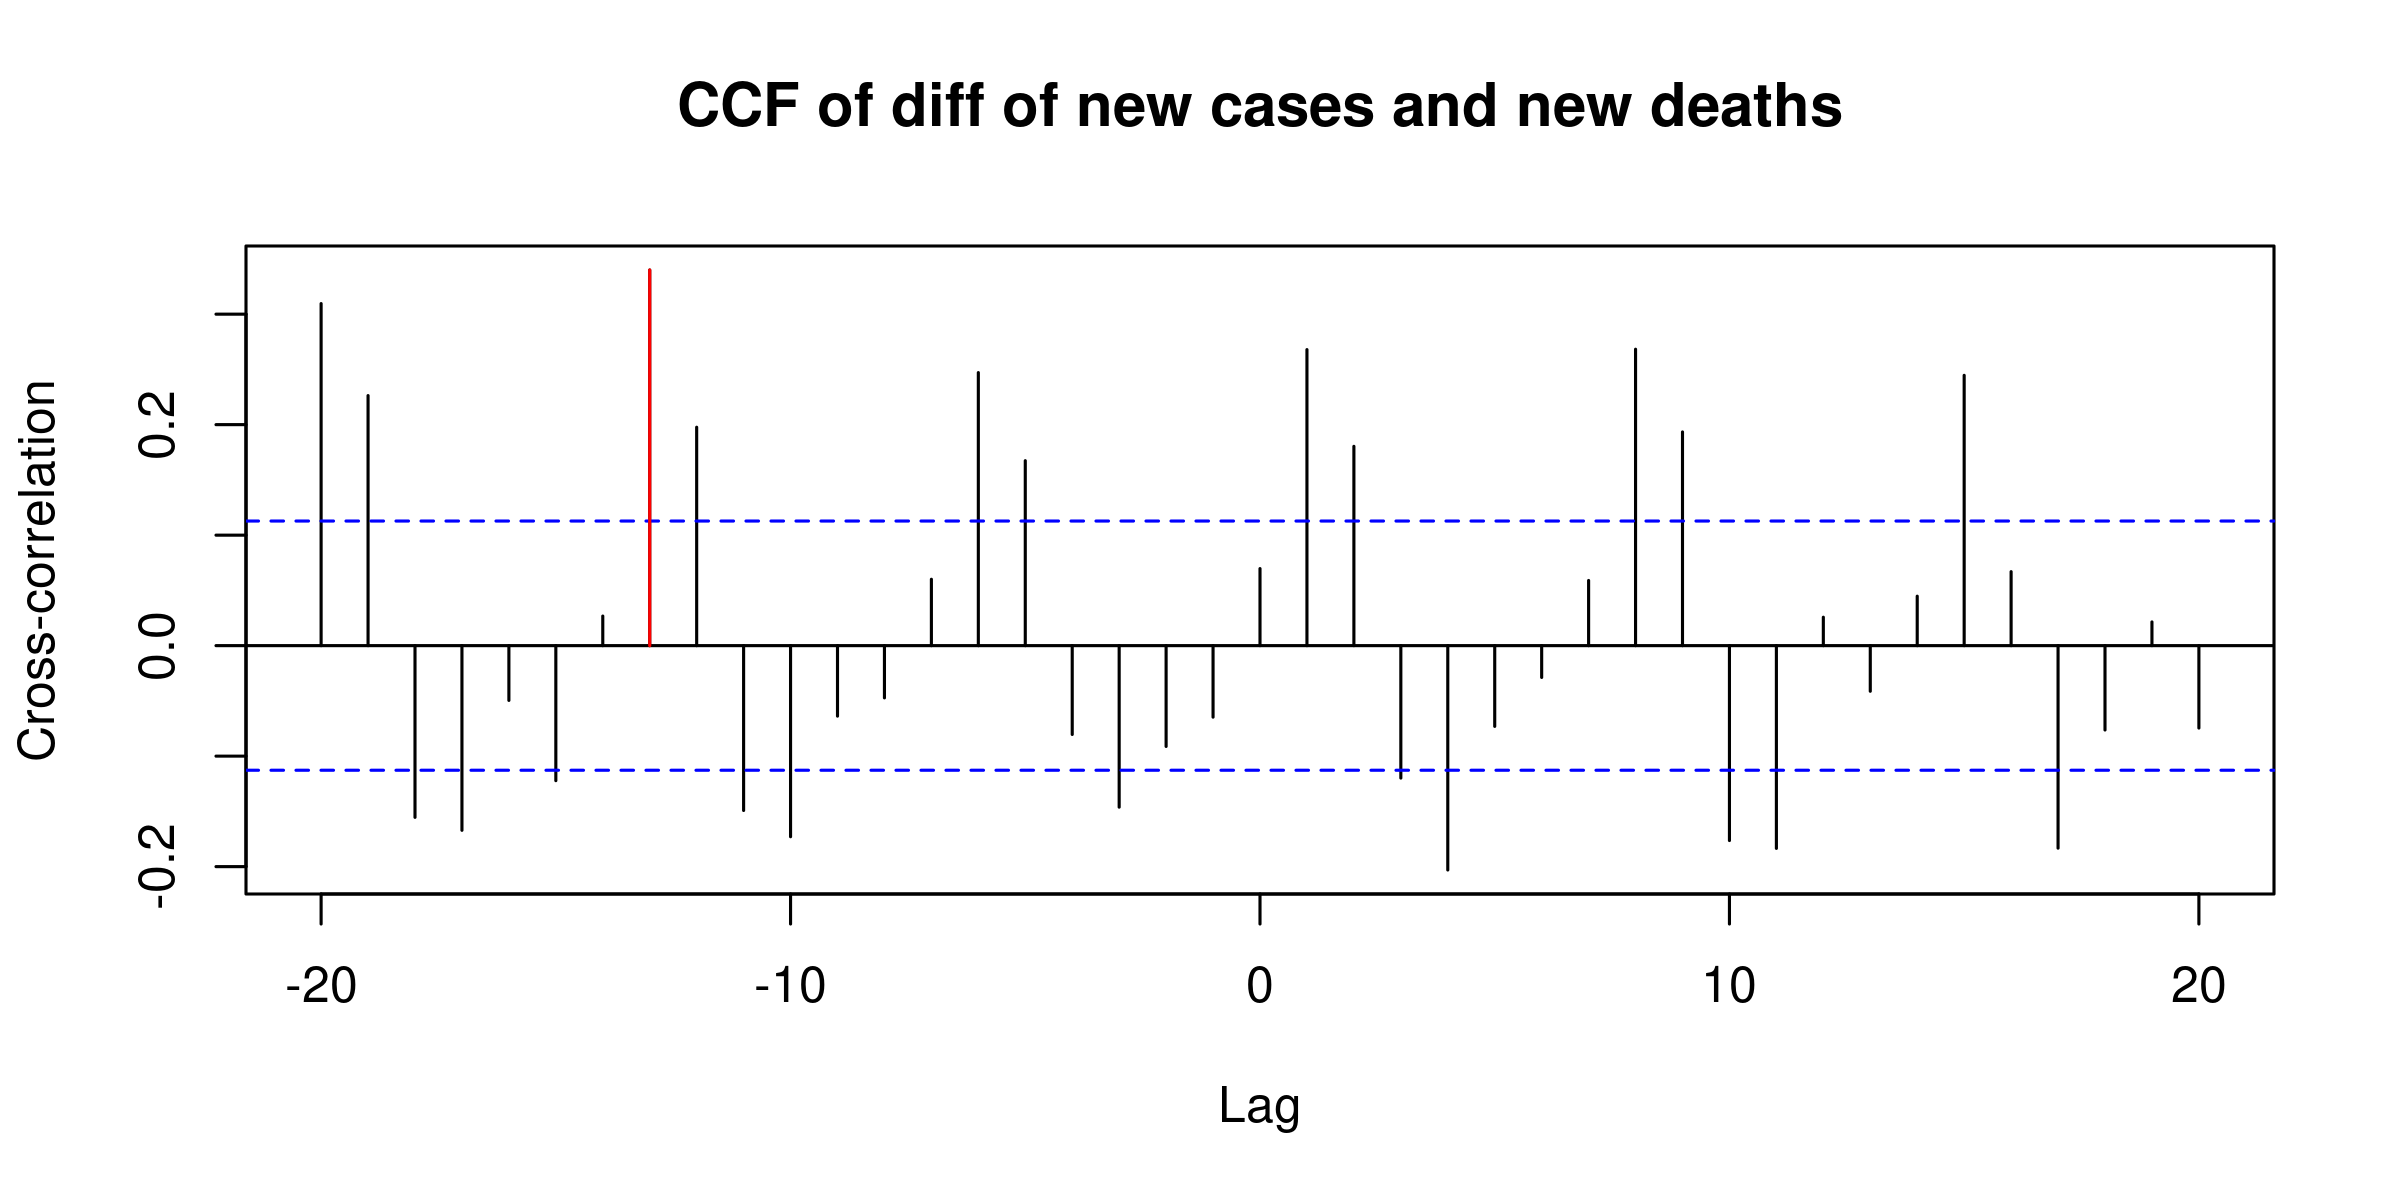 CCF of diff of new cases and new deaths
Cross-correlation
0.2
0.0
-0.2
-20 -10 0 10 20
Lag